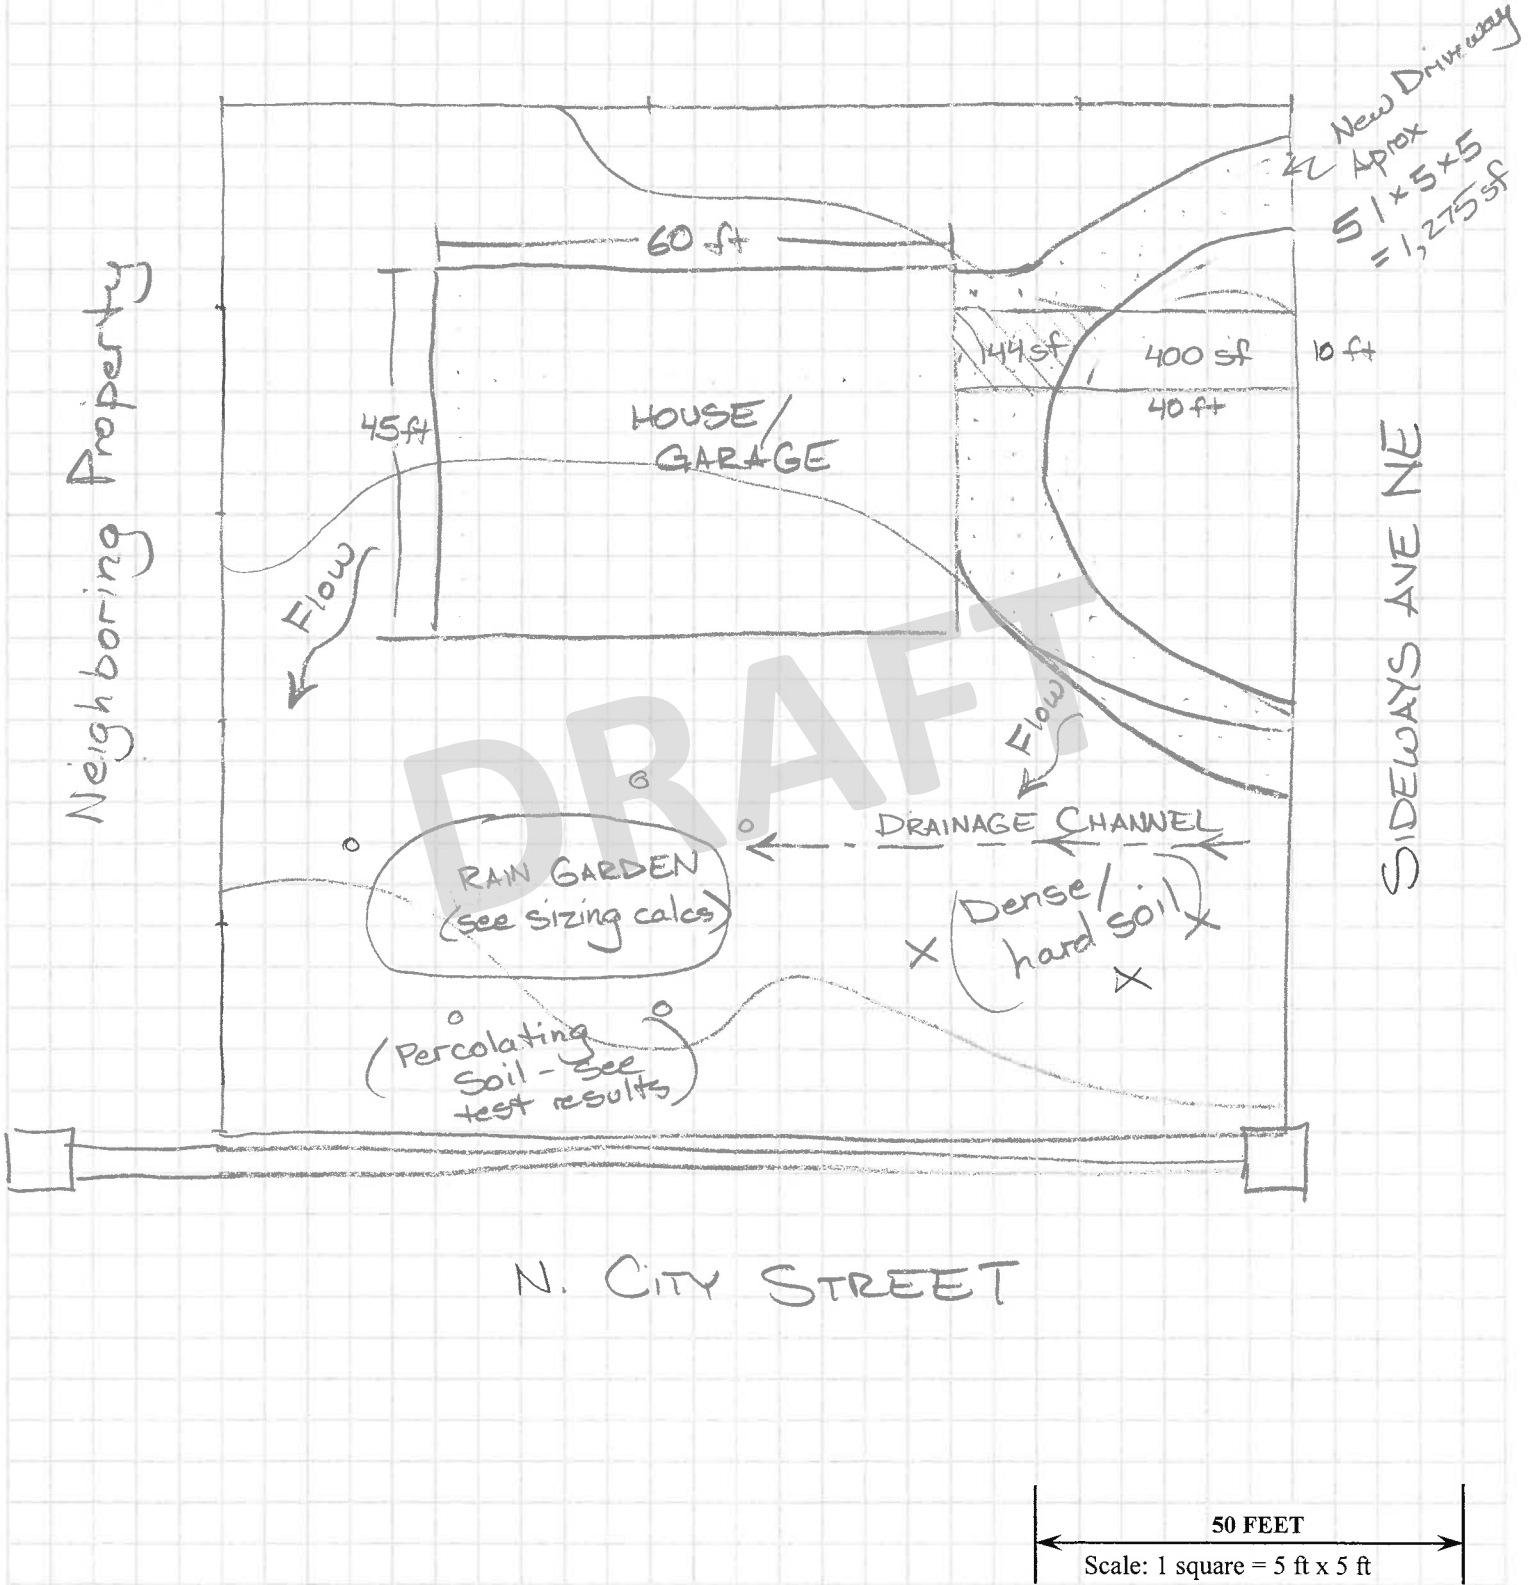 New Driveway
Aprox
51 x 5 x 5
= 1,275 sf
60 ft
Neighboring Property
144 sf
400 sf
10 ft
40 ft
45 ft
HOUSE/
GARAGE
SIDEWAYS AVE NE
Flow
DRAFT
Flow
DRAINAGE CHANNEL
RAIN GARDEN
(see sizing calcs)
(Dense/
hard soil)
X
X
X
(Percolating
Soil - See
test results)
N. CITY STREET
50 FEET
Scale: 1 square = 5 ft x 5 ft